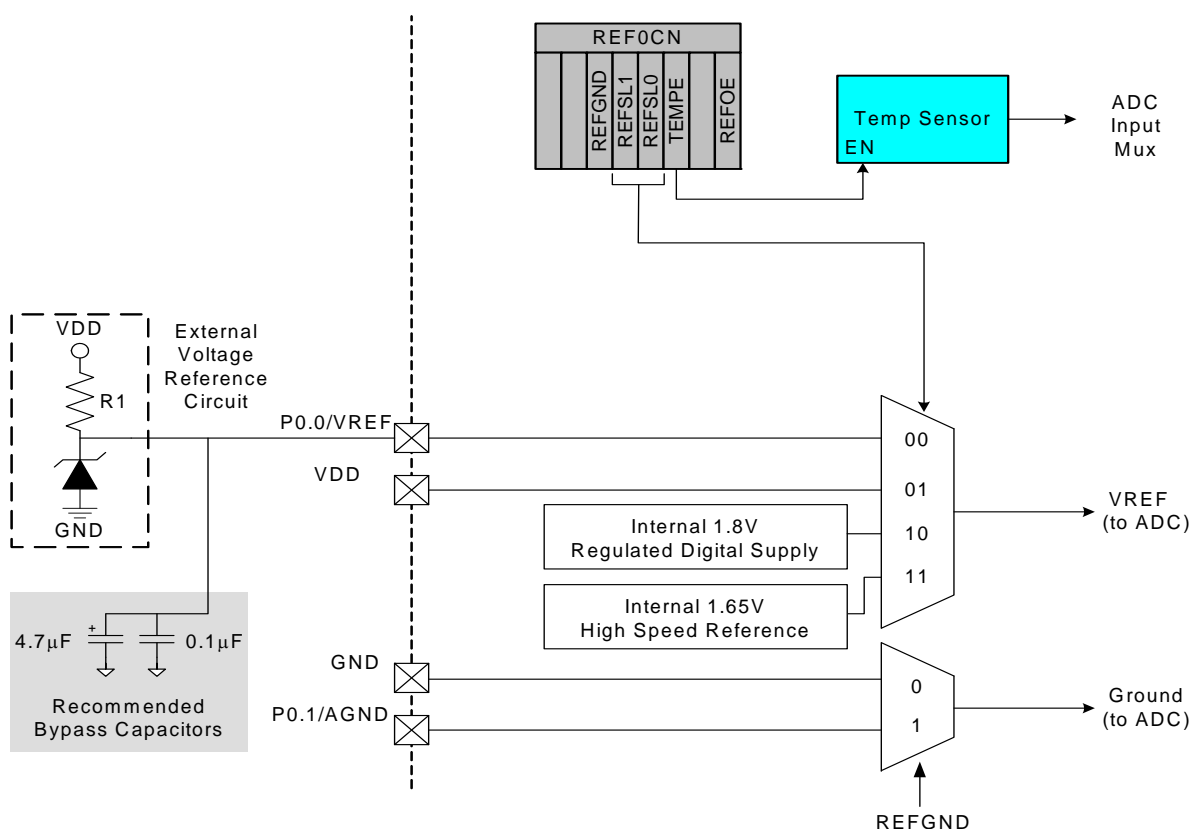 REF0CN
REFGND
REFSL1
REFSL0
TEMPE
REFOE
Temp Sensor
EN
ADC
Input
Mux
VDD
R1
GND
External
Voltage
Reference
Circuit
P0.0/VREF
VDD
00
01
10
11
Internal 1.8V
Regulated Digital Supply
Internal 1.65V
High Speed Reference
VREF
(to ADC)
4.7μF
+
0.1μF
Recommended
Bypass Capacitors
GND
P0.1/AGND
0
1
Ground
(to ADC)
REFGND